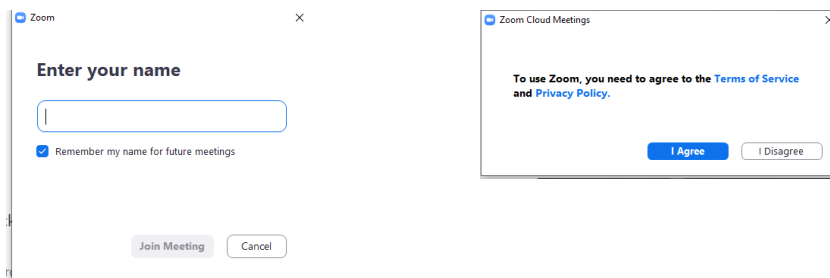 Zoom
Enter your name
Remember my name for future meetings
Join Meeting
Cancel
Zoom Cloud Meetings
To use Zoom, you need to agree to the Terms of Service
and Privacy Policy.
I Agree
I Disagree